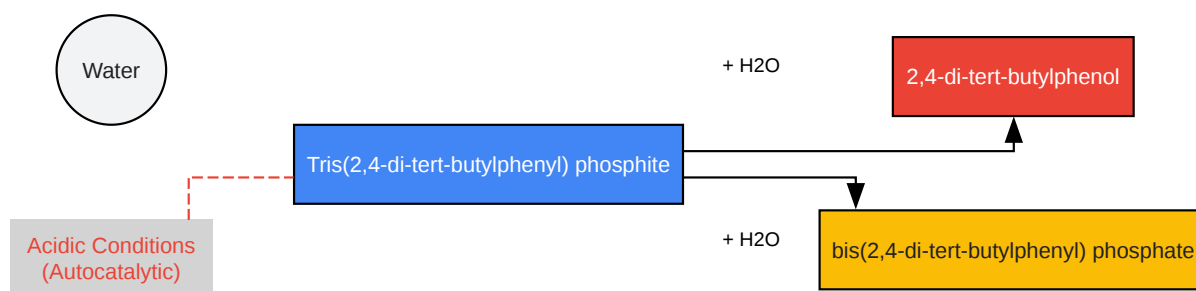 Water
+ H2O
2,4-di-tert-butylphenol
Tris(2,4-di-tert-butylphenyl) phosphite
Acidic Conditions
(Autocatalytic)
+ H2O
bis(2,4-di-tert-butylphenyl) phosphate